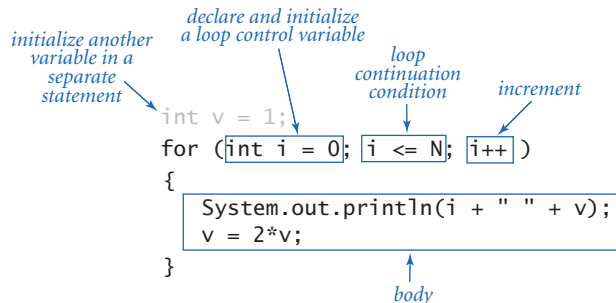 declare and initialize
a loop control variable
initialize another
variable in a
separate
statement
loop
continuation
condition
increment
int v = 1;
for (int i = 0; i <= N; i++ )
{
System.out.println(i + " " + v);
v = 2*v;
}
body